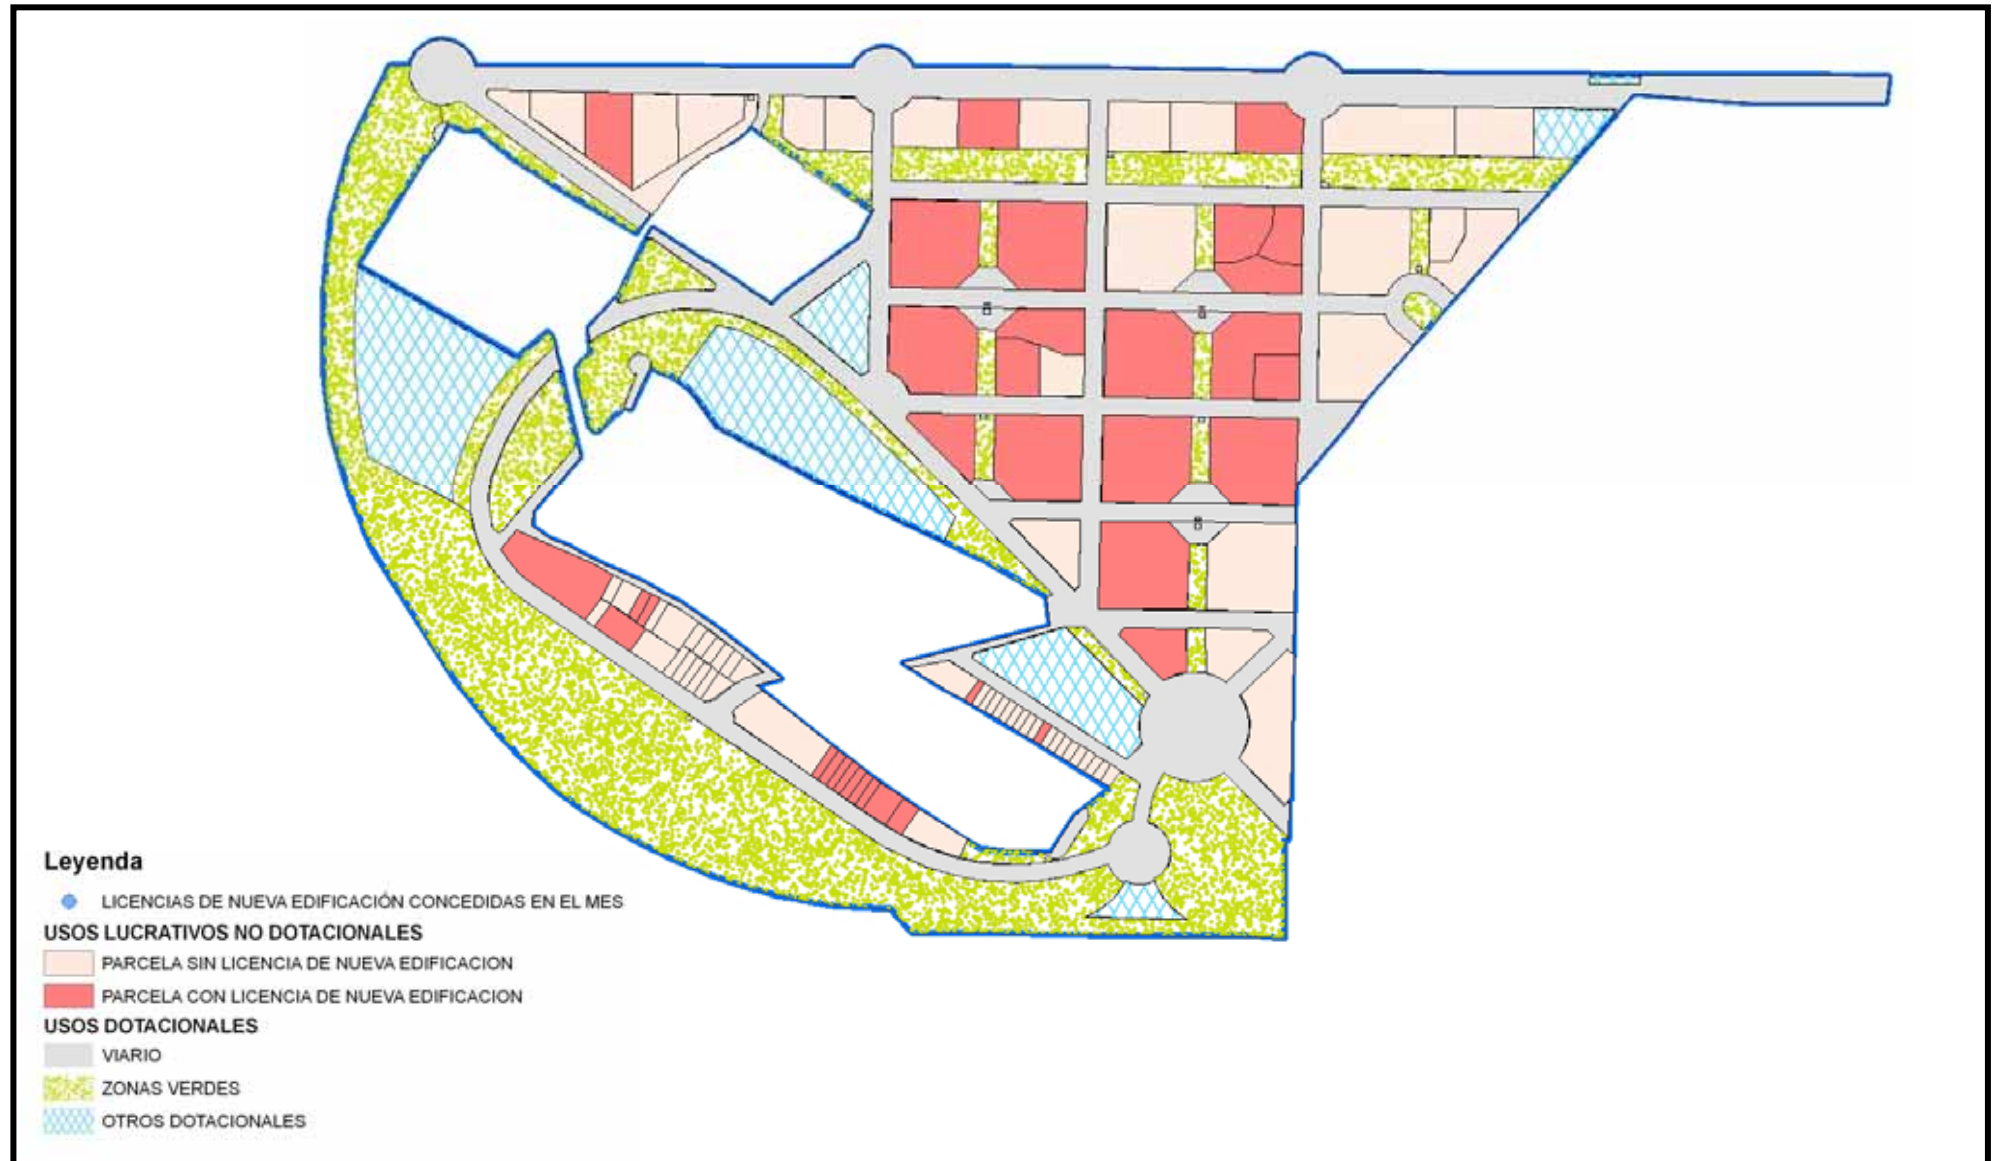 Leyenda
LICENCIAS DE NUEVA EDIFICACIÓN CONCEDIDAS EN EL MES
USOS LUCRATIVOS NO DOTACIONALES
PARCELA SIN LICENCIA DE NUEVA EDIFICACION
PARCELA CON LICENCIA DE NUEVA EDIFICACION
USOS DOTACIONALES
VIARIO
ZONAS VERDES
OTROS DOTACIONALES